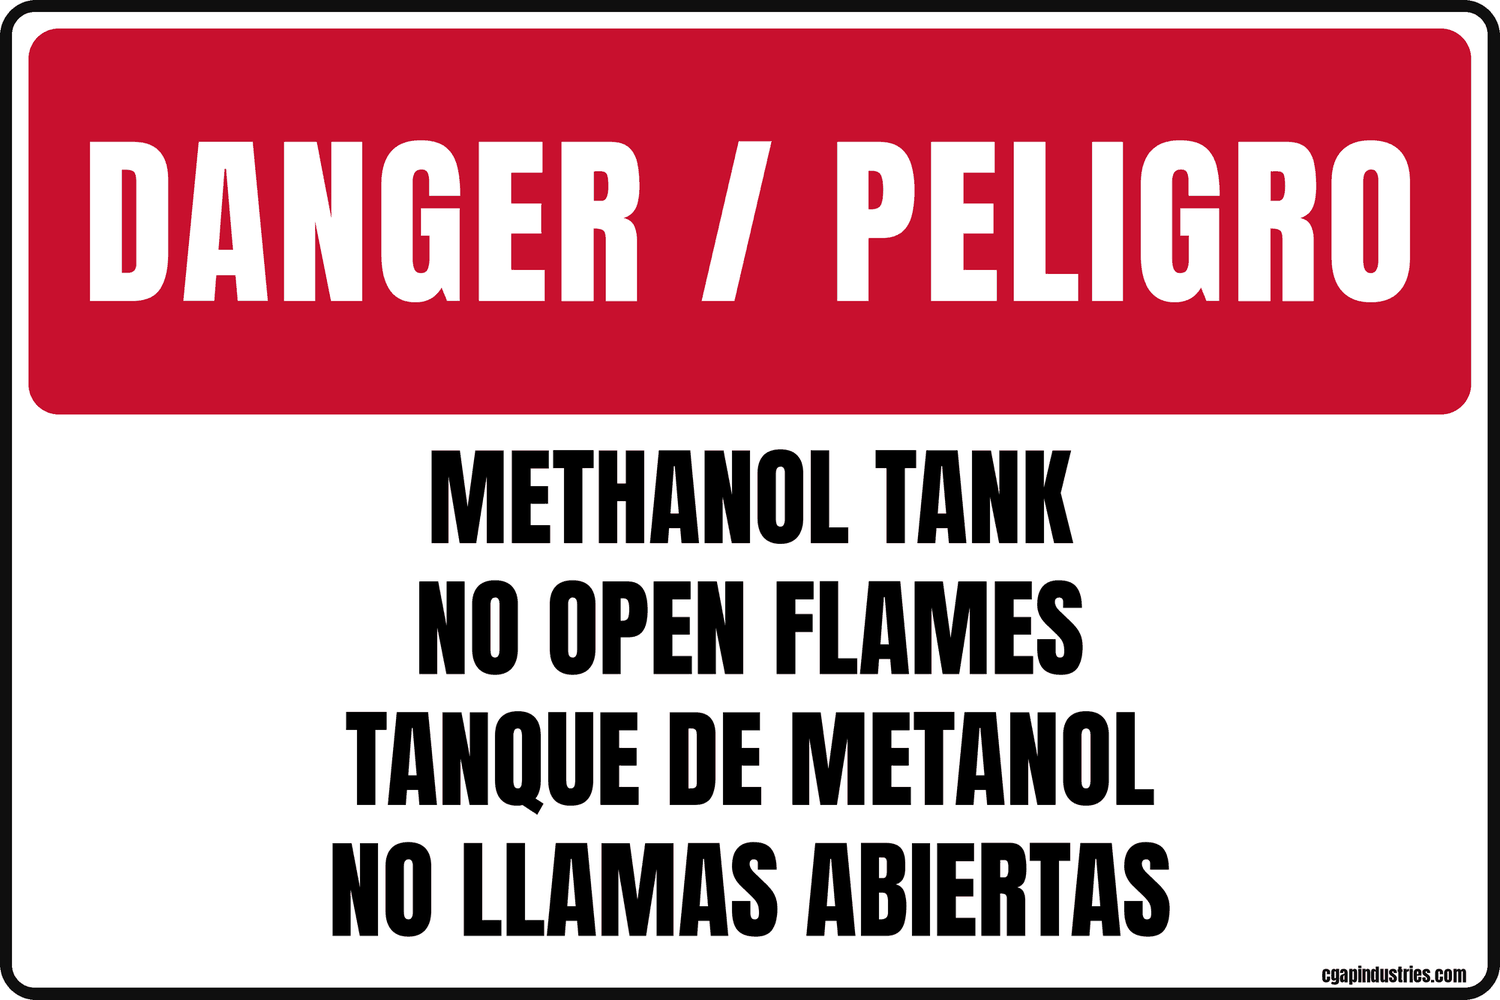 DANGER / PELIGRO
METHANOL TANK
NO OPEN FLAMES
TANQUE DE METANOL
NO LLAMAS ABIERTAS
cgapindustries.com